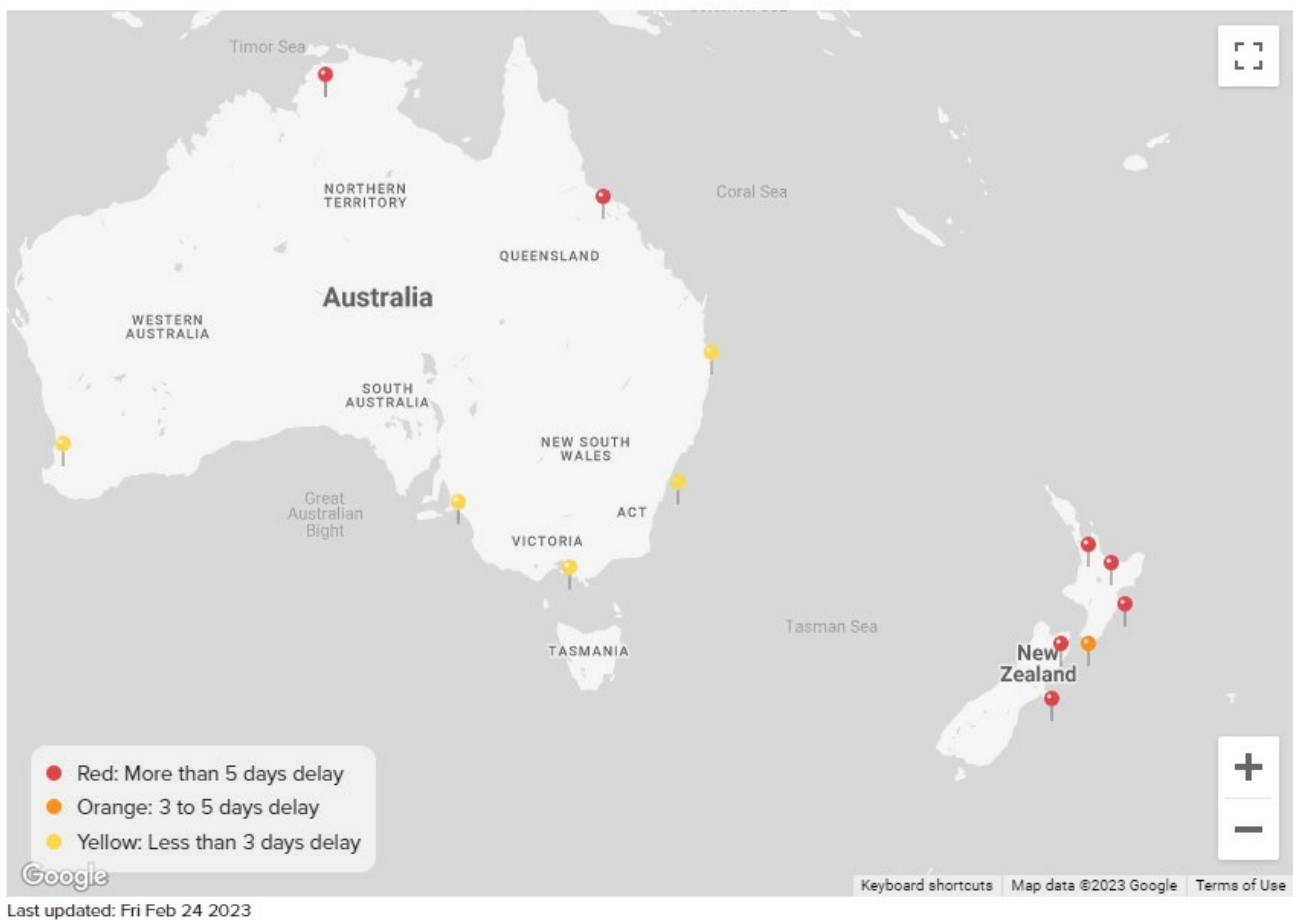 Timor Sea
Coral Sea
NORTHERN
TERRITORY
QUEENSLAND
Australia
WESTERN
AUSTRALIA
SOUTH
AUSTRALIA
NEW SOUTH
WALES
Great
Australian
Bight
ACT
VICTORIA
Tasman Sea
TASMANIA
New
Zealand
Red: More than 5 days delay
Orange: 3 to 5 days delay
Yellow: Less than 3 days delay
Google
Keyboard shortcuts Map data ©2023 Google Terms of Use
Last updated: Fri Feb 24 2023